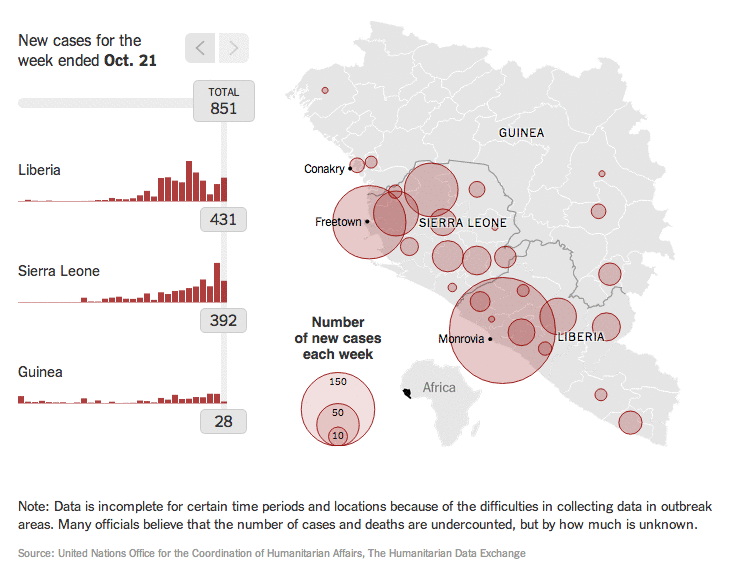 New cases for the
week ended Oct. 21
TOTAL
851
Liberia
431
Sierra Leone
392
Guinea
28
GUINEA
Conakry
Freetown
SIERRA LEONE
Monrovia
LIBERIA
Number
of new cases
each week
150
50
10
Africa
Note: Data is incomplete for certain time periods and locations because of the difficulties in collecting data in outbreak
areas. Many officials believe that the number of cases and deaths are undercounted, but by how much is unknown.
Source: United Nations Office for the Coordination of Humanitarian Affairs, The Humanitarian Data Exchange